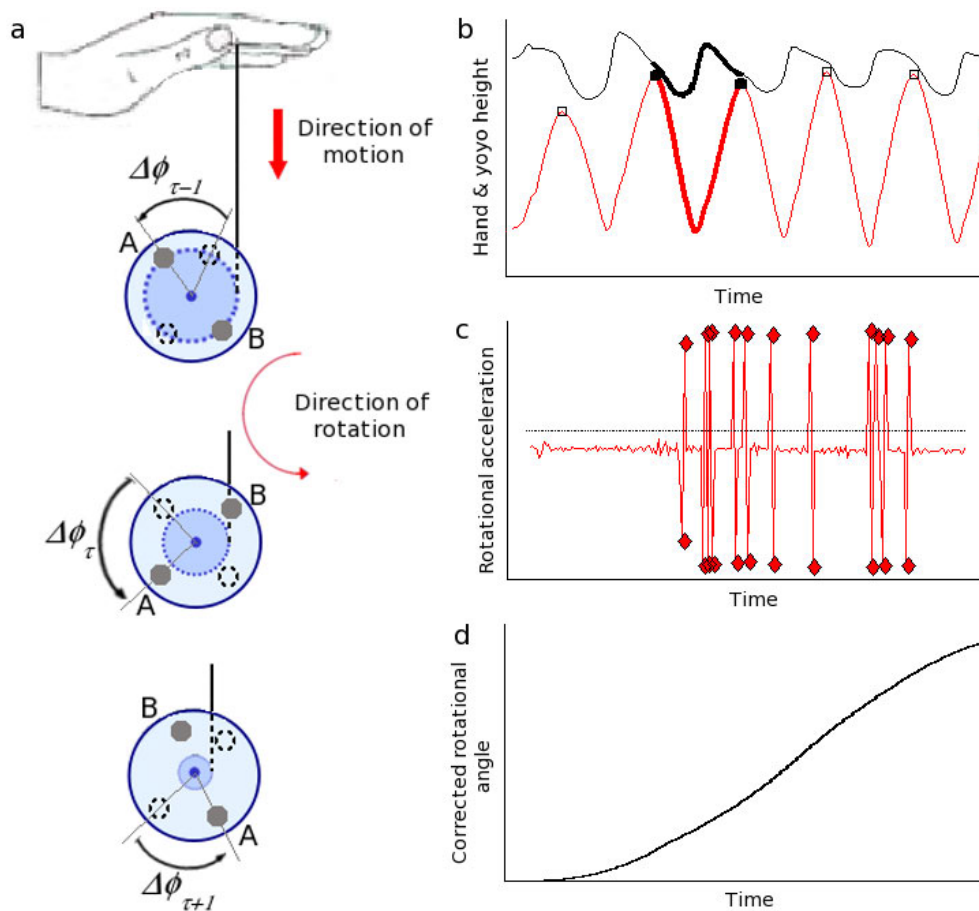 a
Direction of
motion
Δϕτ−1
A
B
Direction of
rotation
B
Δϕτ
A
B
A
Δϕτ+1
b
Hand & yoyo height
Time
c
Rotational acceleration
Time
d
Corrected rotational
angle
Time